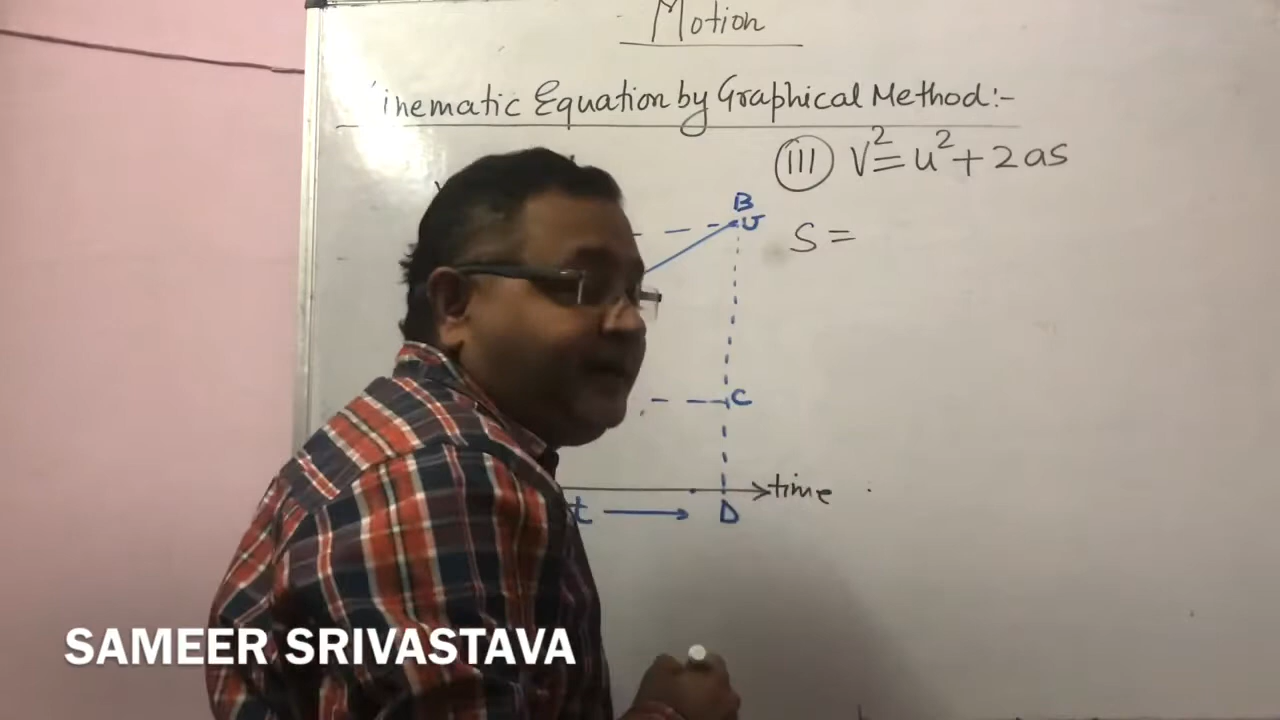 Motion
inematic Equation by Graphical Method:-
(III) V² = u² + 2as
B
U
S =
C
time
t
D
SAMEER SRIVASTAVA